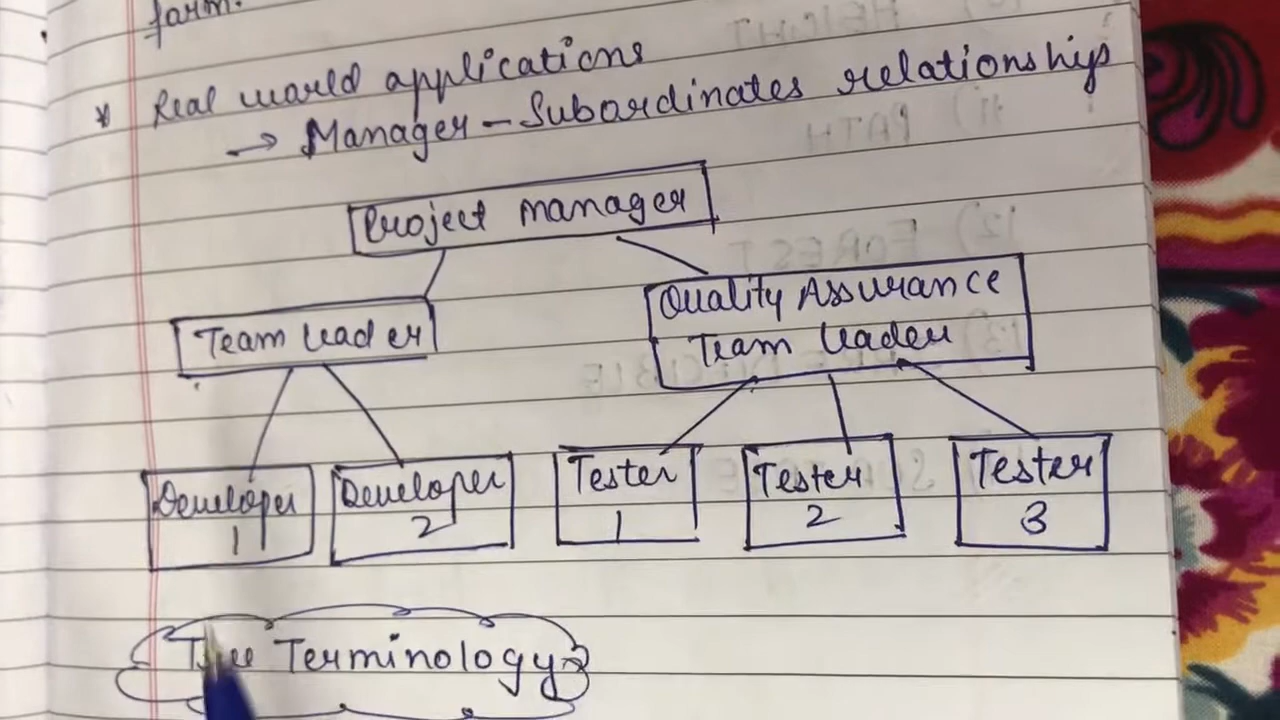 farm.
* Real world applications
→ Manager - Subordinates relationships
Project Manager
Team leader
Quality Assurance
Team leader
Developer
1
Developer
2
Tester
1
Tester
2
Tester
3
Tree Terminology